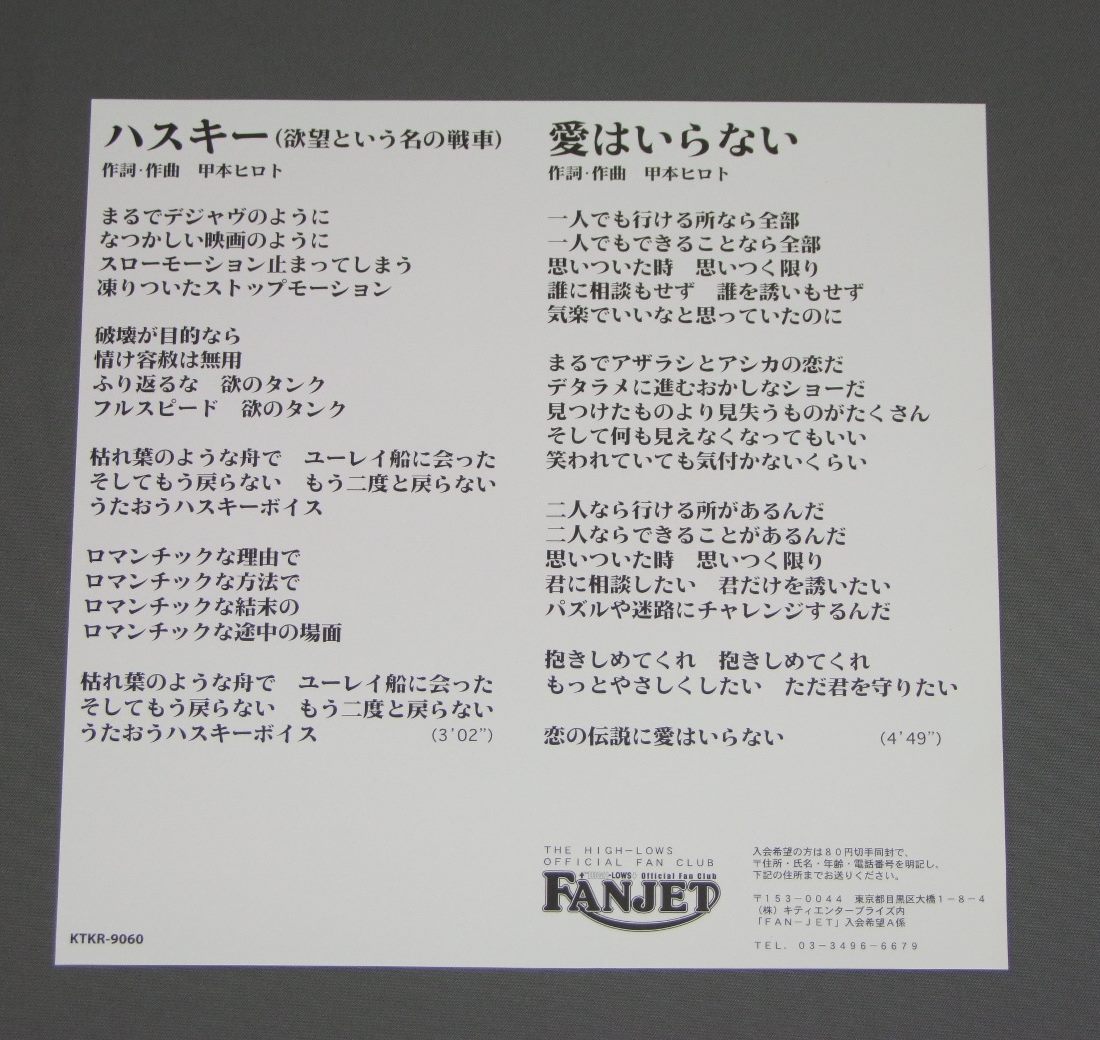 ハスキー(欲望という名の戦車)
作詞・作曲　甲本ヒロト
まるでデジャヴのように
なつかしい映画のように
スローモーション止まってしまう
凍りついたストップモーション
破壊が目的なら
情け容赦は無用
ふり返るな　欲のタンク
フルスピード　欲のタンク
枯れ葉のような舟で　ユーレイ船に会った
そしてもう戻らない　もう二度と戻らない
うたおうハスキーボイス
ロマンチックな理由で
ロマンチックな方法で
ロマンチックな結末の
ロマンチックな途中の場面
枯れ葉のような舟で　ユーレイ船に会った
そしてもう戻らない　もう二度と戻らない
うたおうハスキーボイス (3'02")
KTKR-9060
愛はいらない
作詞・作曲　甲本ヒロト
一人でも行ける所なら全部
一人でもできることなら全部
思いついた時　思いつく限り
誰に相談もせず　誰を誘いもせず
気楽でいいなと思っていたのに
まるでアザラシとアシカの恋だ
デタラメに進むおかしなショーだ
見つけたものより見失うものがたくさん
そして何も見えなくなってもいい
笑われていても気付かないくらい
二人なら行ける所があるんだ
二人ならできることがあるんだ
思いついた時　思いつく限り
君に相談したい　君だけを誘いたい
パズルや迷路にチャレンジするんだ
抱きしめてくれ　抱きしめてくれ
もっとやさしくしたい　ただ君を守りたい
恋の伝説に愛はいらない (4'49")
THE HIGH-LOWS
OFFICIAL FAN CLUB
-LOWS Official Fan Club
FANJET
入会希望の方は８０円切手同封で、
〒住所・氏名・年齢・電話番号を明記し、
下記の住所までお送りください。
〒１５３－００４４　東京都目黒区大橋１－８－４
（株）キティエンタープライズ内
「ＦＡＮ－ＪＥＴ」入会希望Ａ係
ＴＥＬ．０３－３４９６－６６７９